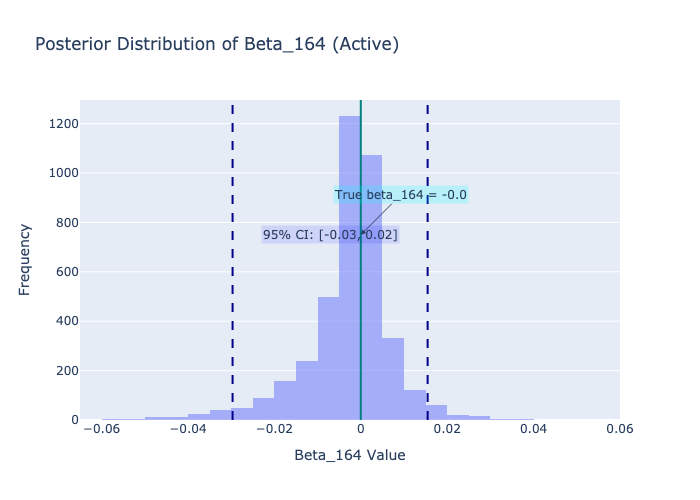 Posterior Distribution of Beta_164 (Active)
Frequency
1200
1000
800
600
400
200
0
True beta_164 = -0.0
95% CI: [-0.03, 0.02]
−0.06
−0.04
−0.02
0
0.02
0.04
0.06
Beta_164 Value